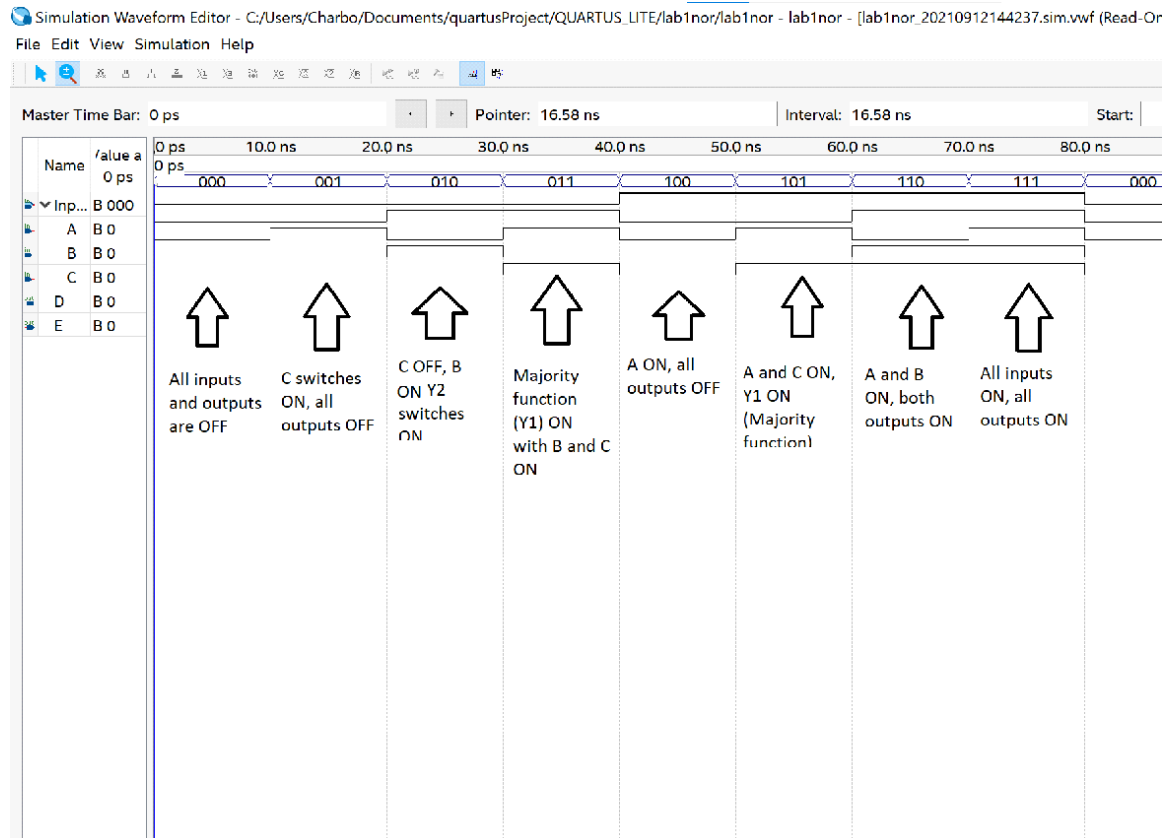 Simulation Waveform Editor - C:/Users/Charbo/Documents/quartusProject/QUARTUS_LITE/lab1nor/lab1nor - lab1nor - [lab1nor_20210912144237.sim.vwf (Read-On
File Edit View Simulation Help
Master Time Bar: 0 ps Pointer: 16.58 ns Interval: 16.58 ns Start:
Name /alue a 0 ps
0 ps 10.0 ns 20.0 ns 30.0 ns 40.0 ns 50.0 ns 60.0 ns 70.0 ns 80.0 ns
0 ps
Inp... B 000 000 001 010 011 100 101 110 111 000
A B 0
B B 0
C B 0
D B 0
E B 0
All inputs
and outputs
are OFF
C switches
ON, all
outputs OFF
C OFF, B
ON Y2
switches
ON
Majority
function
(Y1) ON
with B and C
ON
A ON, all
outputs OFF
A and C ON,
Y1 ON
(Majority
function)
A and B
ON, both
outputs ON
All inputs
ON, all
outputs ON